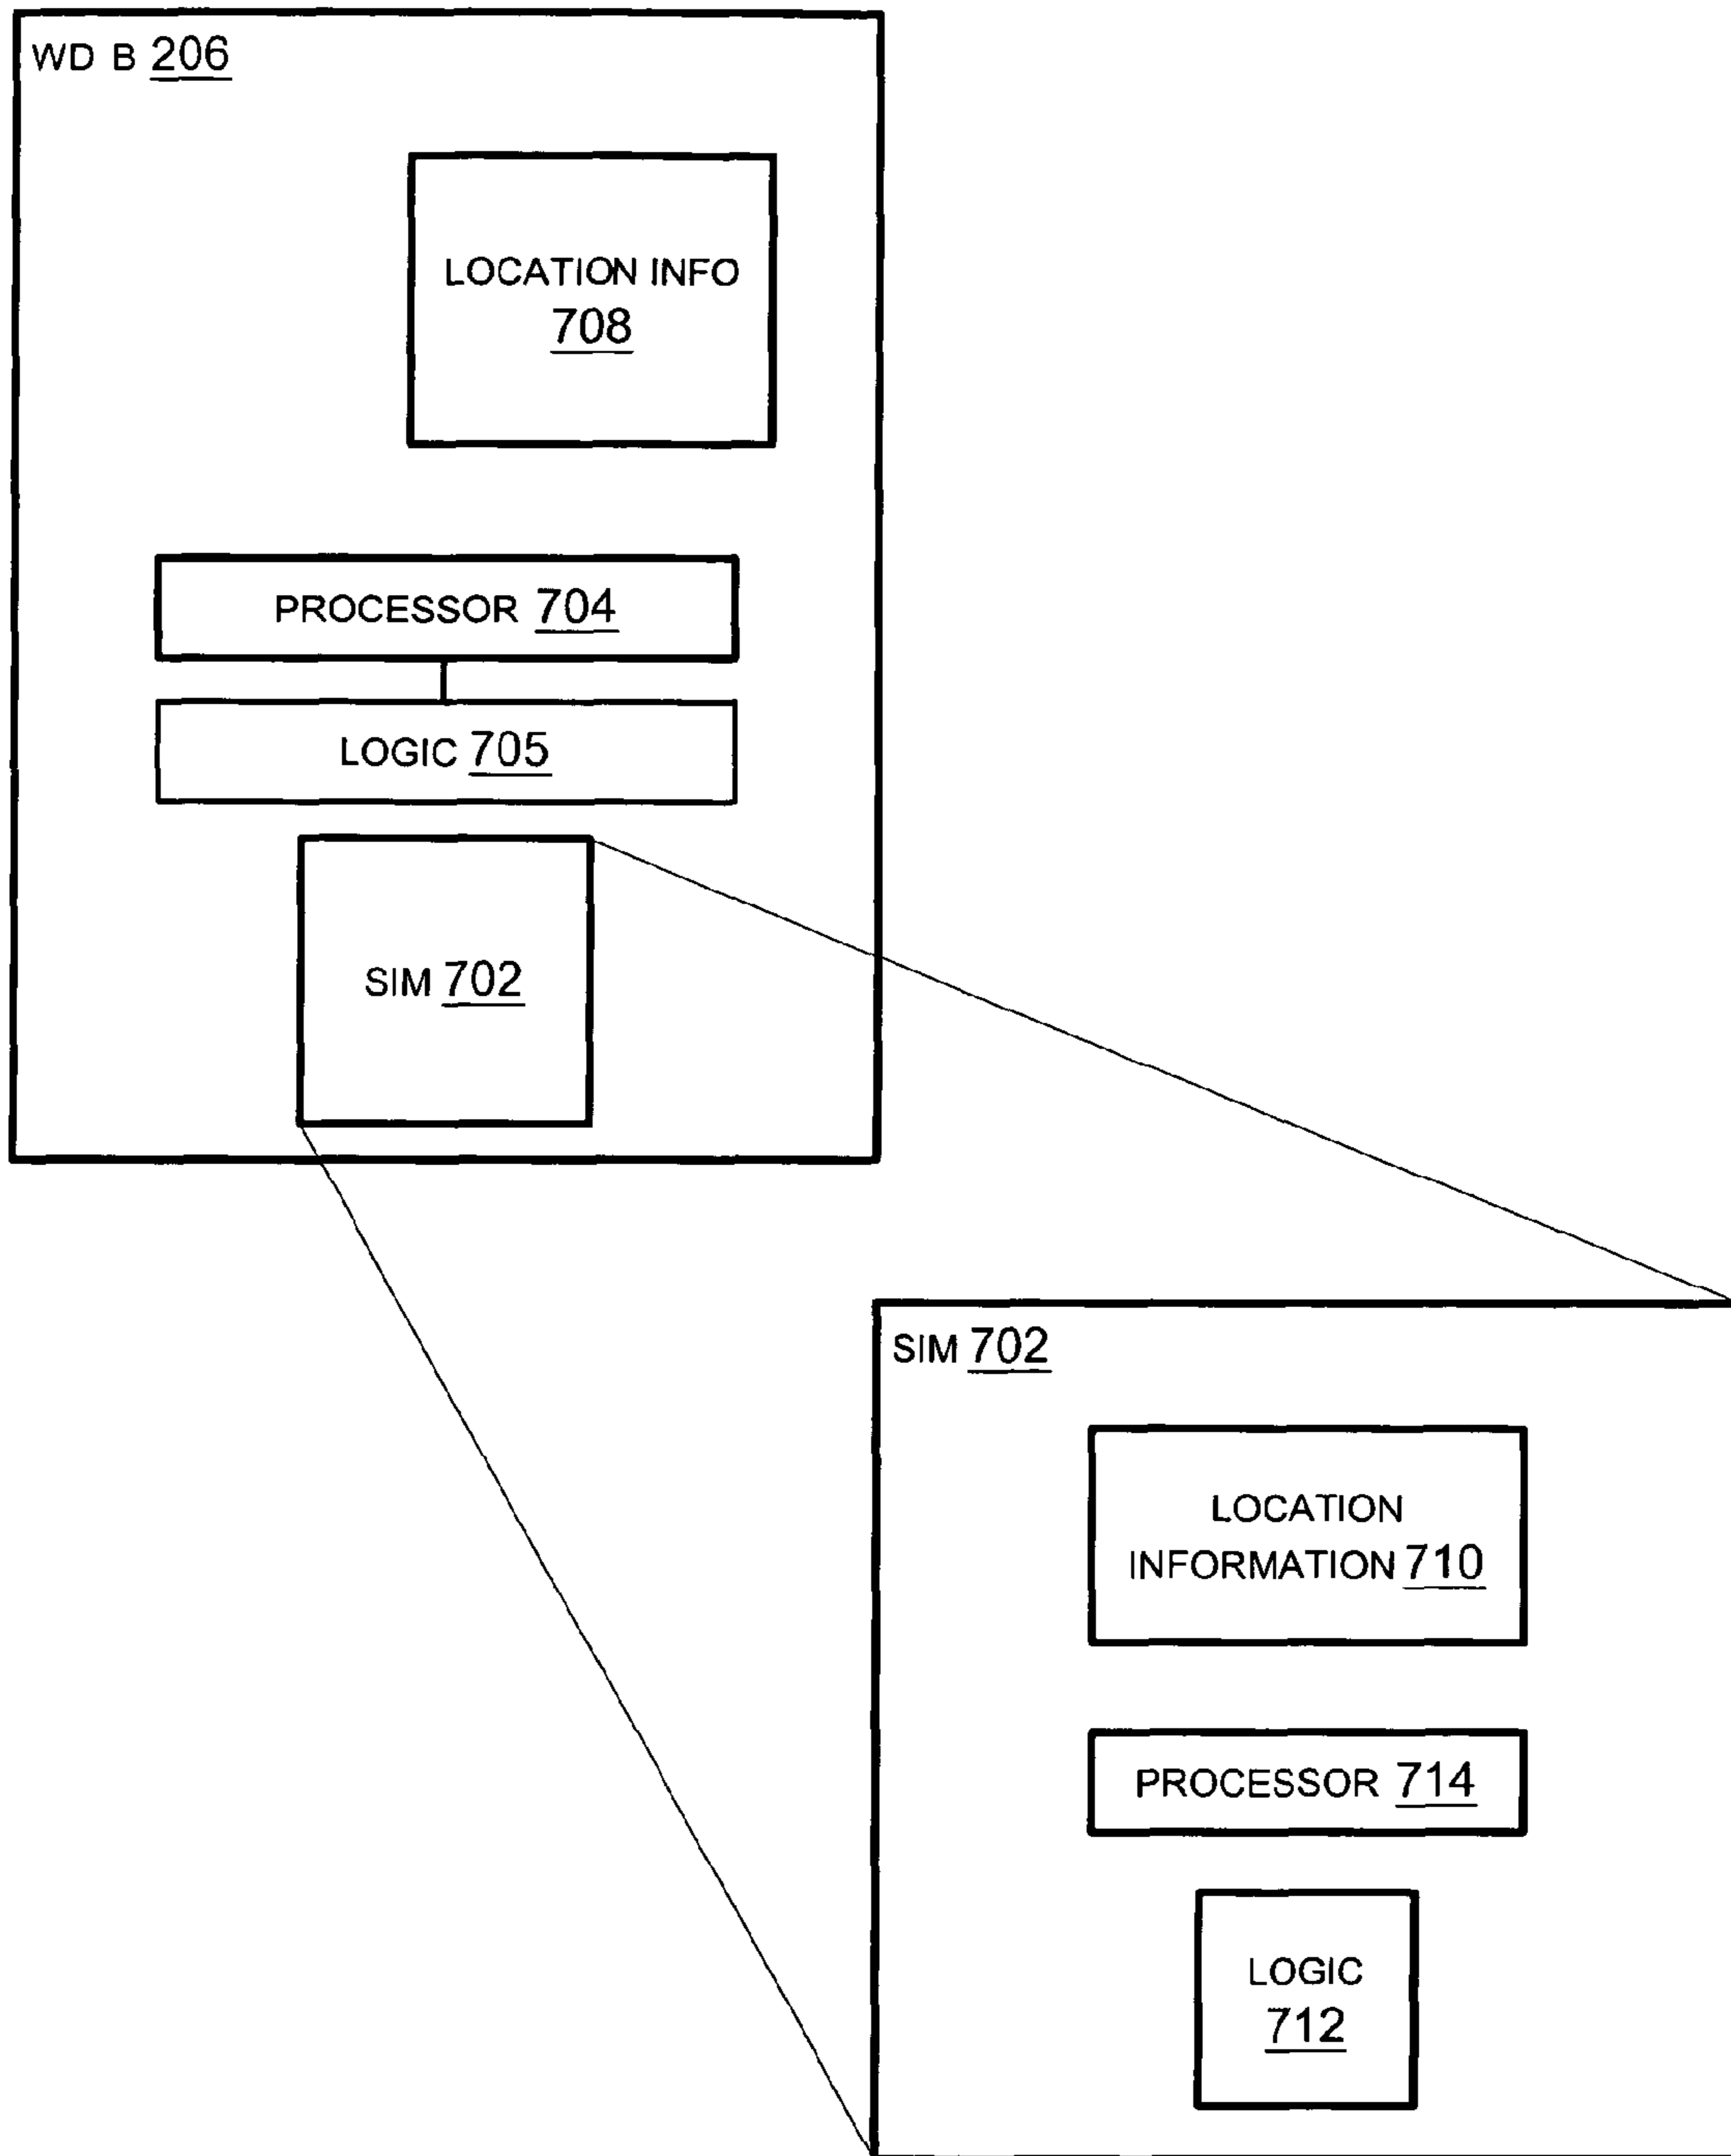 WD B 206
LOCATION INFO
708
PROCESSOR 704
LOGIC 705
SIM 702
SIM 702
LOCATION
INFORMATION 710
PROCESSOR 714
LOGIC
712